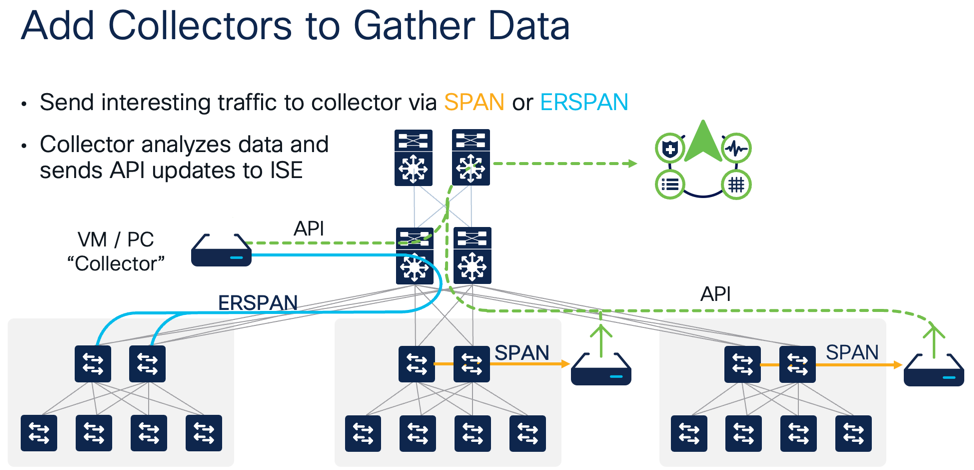 Add Collectors to Gather Data
• Send interesting traffic to collector via SPAN or ERSPAN
• Collector analyzes data and
sends API updates to ISE
VM / PC
“Collector”
API
ERSPAN
API
SPAN
SPAN